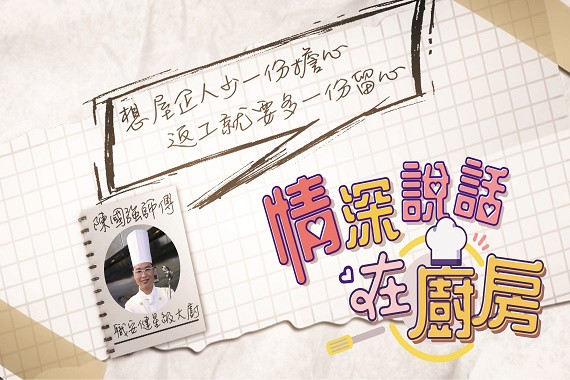 想屋企人少一份擔心
返工就要多一份留心
陳國強師傅
職安健星級大廚
情深說話
在廚房